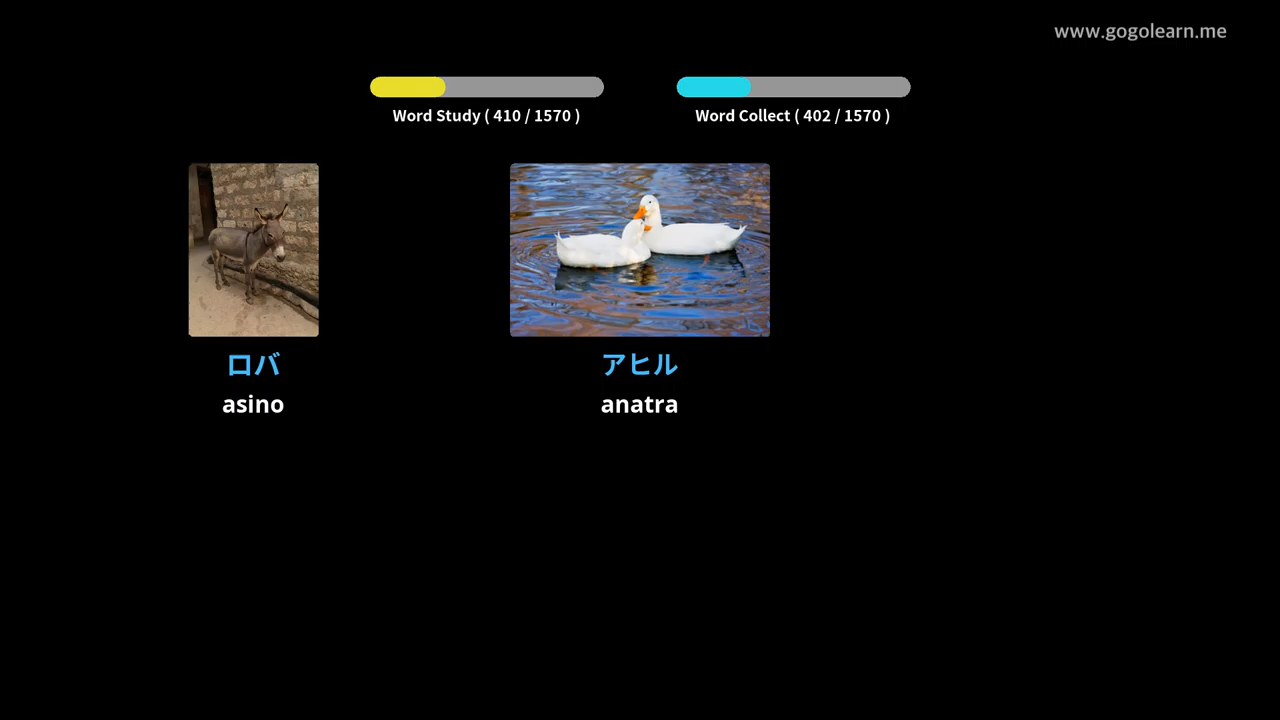 www.gogolearn.me
Word Study ( 410 / 1570 )
Word Collect ( 402 / 1570 )
ロバ
asino
アヒル
anatra